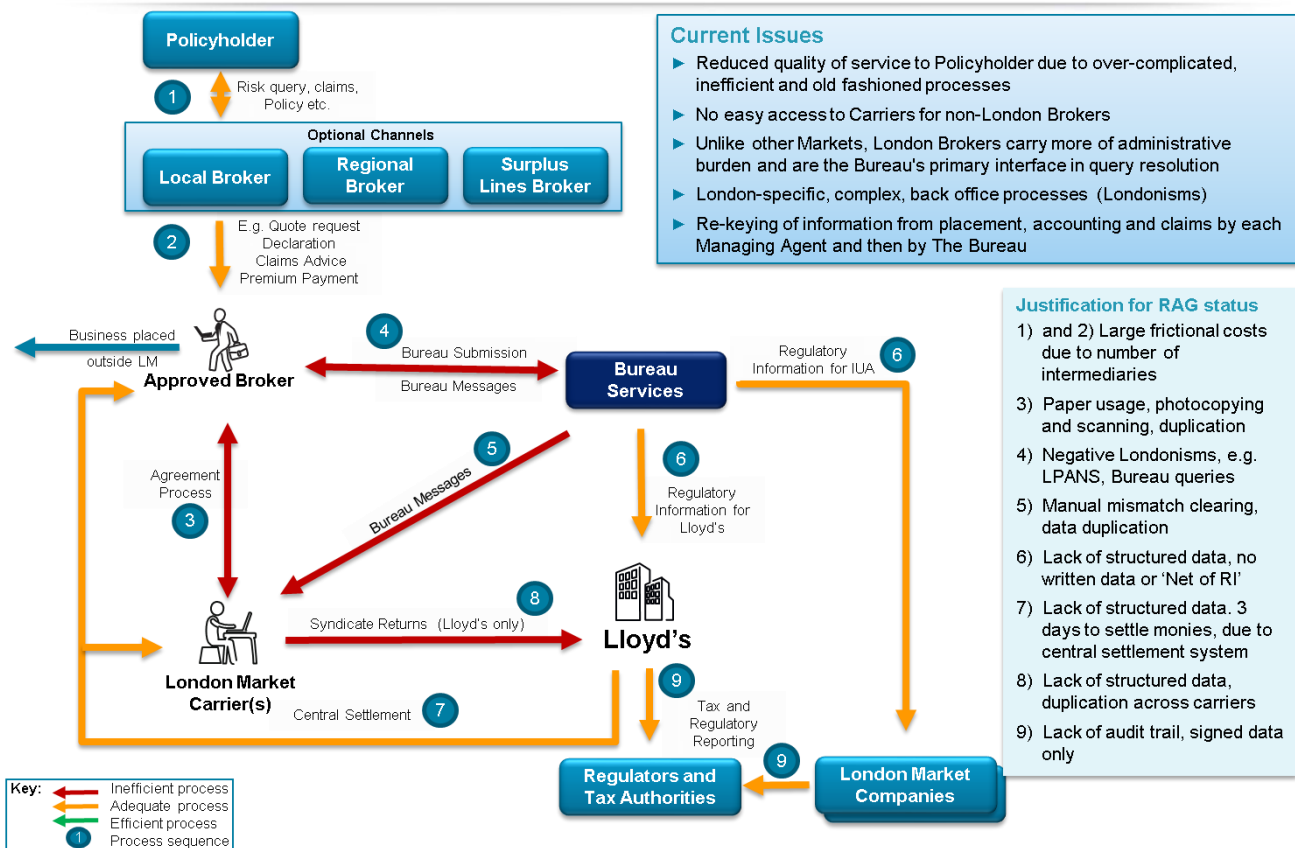 Policyholder
1
Risk query, claims,
Policy etc.
Optional Channels
Local Broker
Regional
Broker
Surplus
Lines Broker
2
E.g. Quote request
Declaration
Claims Advice
Premium Payment
Business placed
outside LM
Approved Broker
4
Bureau Submission
Bureau Messages
Bureau
Services
Regulatory
Information for IUA
6
Agreement
Process
3
Bureau Messages
5
6
Regulatory
Information for
Lloyd's
London Market
Carrier(s)
Syndicate Returns (Lloyd's only)
8
Lloyd's
Central Settlement
7
9
Tax and
Regulatory
Reporting
Regulators and
Tax Authorities
9
London Market
Companies
Key:
Inefficient process
Adequate process
Efficient process
1
Process sequence
Current Issues
► Reduced quality of service to Policyholder due to over-complicated,
inefficient and old fashioned processes
► No easy access to Carriers for non-London Brokers
► Unlike other Markets, London Brokers carry more of administrative
burden and are the Bureau's primary interface in query resolution
► London-specific, complex, back office processes (Londonisms)
► Re-keying of information from placement, accounting and claims by each
Managing Agent and then by The Bureau
Justification for RAG status
1) and 2) Large frictional costs
due to number of
intermediaries
3) Paper usage, photocopying
and scanning, duplication
4) Negative Londonisms, e.g.
LPANS, Bureau queries
5) Manual mismatch clearing,
data duplication
6) Lack of structured data, no
written data or ‘Net of RI’
7) Lack of structured data. 3
days to settle monies, due to
central settlement system
8) Lack of structured data,
duplication across carriers
9) Lack of audit trail, signed data
only